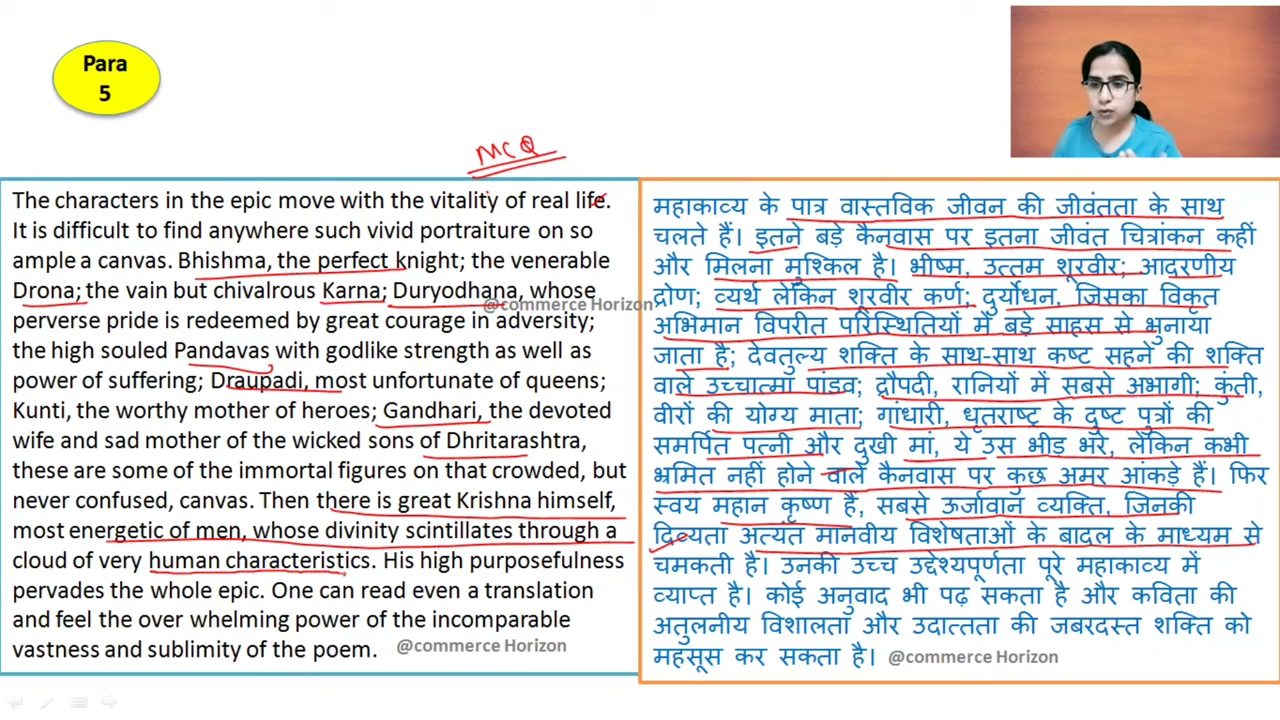 Para
5
MCQ
The characters in the epic move with the vitality of real life.
It is difficult to find anywhere such vivid portraiture on so
ample a canvas. Bhishma, the perfect knight; the venerable
Drona; the vain but chivalrous Karna; Duryodhana, whose
@commerce Horizon
perverse pride is redeemed by great courage in adversity;
the high souled Pandavas with godlike strength as well as
power of suffering; Draupadi, most unfortunate of queens;
Kunti, the worthy mother of heroes; Gandhari, the devoted
wife and sad mother of the wicked sons of Dhritarashtra,
these are some of the immortal figures on that crowded, but
never confused, canvas. Then there is great Krishna himself,
most energetic of men, whose divinity scintillates through a
cloud of very human characteristics. His high purposefulness
pervades the whole epic. One can read even a translation
and feel the over whelming power of the incomparable
vastness and sublimity of the poem. @commerce Horizon
महाकाव्य के पात्र वास्तविक जीवन की जीवंतता के साथ
चलते हैं। इतने बड़े कैनवास पर इतना जीवंत चित्रांकन कहीं
और मिलना मुश्किल है। भीष्म, उत्तम शूरवीर; आदरणीय
द्रोण; व्यर्थ लेकिन शूरवीर कर्ण; दुर्योधन, जिसका विकृत
अभिमान विपरीत परिस्थितियों में बड़े साहस से भुनाया
जाता है; देवतुल्य शक्ति के साथ-साथ कष्ट सहने की शक्ति
वाले उच्चात्मा पांडव; द्रौपदी, रानियों में सबसे अभागी; कुंती,
वीरों की योग्य माता; गांधारी, धृतराष्ट्र के दुष्ट पुत्रों की
समर्पित पत्नी और दुखी मां, ये उस भीड़ भरे, लेकिन कभी
भ्रमित नहीं होने वाले कैनवास पर कुछ अमर आंकड़े हैं। फिर
स्वयं महान कृष्ण हैं, सबसे ऊर्जावान व्यक्ति, जिनकी
दिव्यता अत्यंत मानवीय विशेषताओं के बादल के माध्यम से
चमकती है। उनकी उच्च उद्देश्यपूर्णता पूरे महाकाव्य में
व्याप्त है। कोई अनुवाद भी पढ़ सकता है और कविता की
अतुलनीय विशालता और उदात्तता की जबरदस्त शक्ति को
महसूस कर सकता है। @commerce Horizon